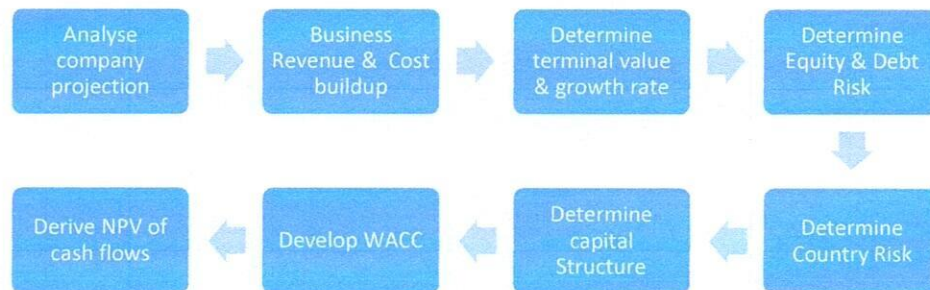 Analyse
company
projection
Business
Revenue & Cost
buildup
Determine
terminal value
& growth rate
Determine
Equity & Debt
Risk
Determine
Country Risk
Determine
capital
Structure
Develop WACC
Derive NPV of
cash flows